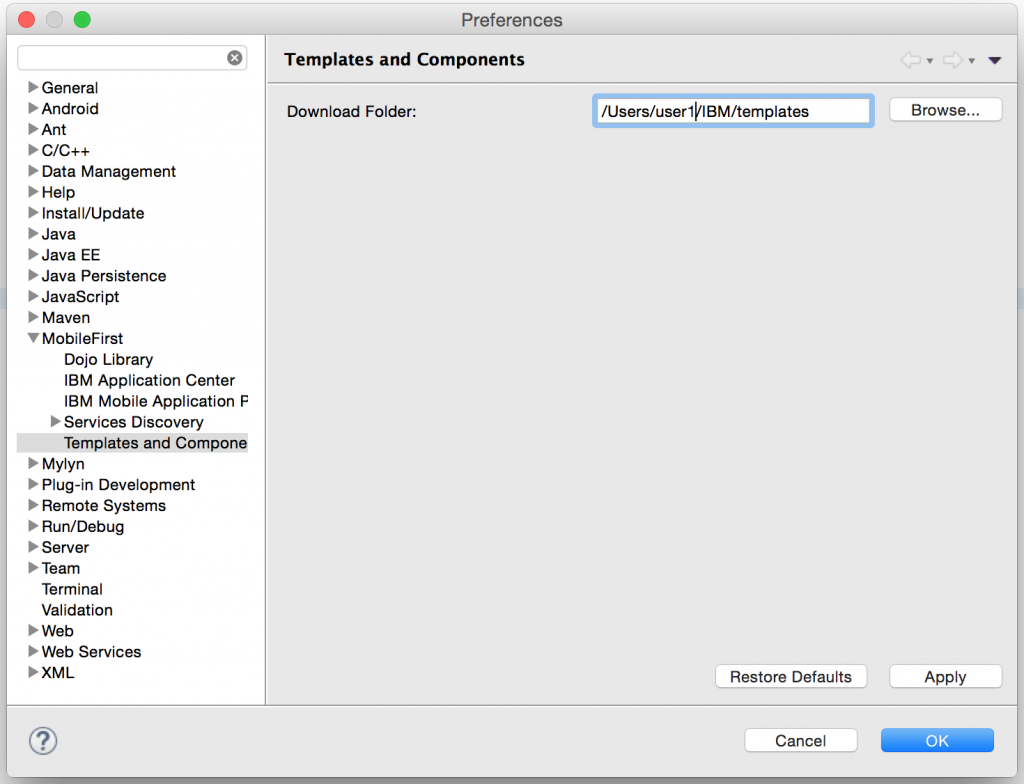 Preferences
Templates and Components
General
Android
Ant
C/C++
Data Management
Help
Install/Update
Java
Java EE
Java Persistence
JavaScript
Maven
MobileFirst
Dojo Library
IBM Application Center
IBM Mobile Application P
Services Discovery
Templates and Compone
Mylyn
Plug-in Development
Remote Systems
Run/Debug
Server
Team
Terminal
Validation
Web
Web Services
XML
Download Folder: /Users/user1/IBM/templates Browse...
Restore Defaults Apply
? Cancel OK